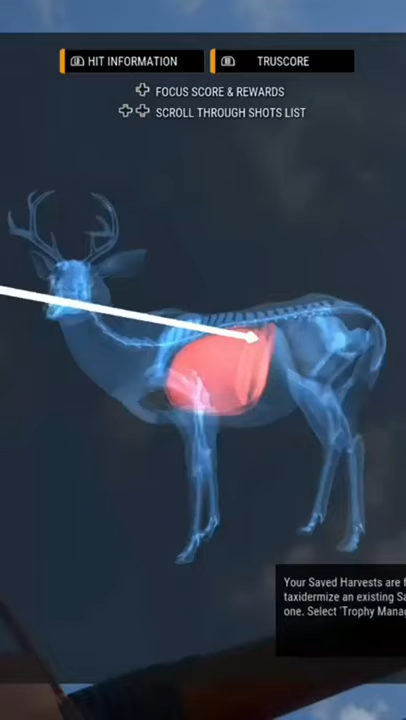 HIT INFORMATION
TRUSCORE
FOCUS SCORE & REWARDS
SCROLL THROUGH SHOTS LIST
Your Saved Harvests are
taxidermize an existing
one. Select 'Trophy